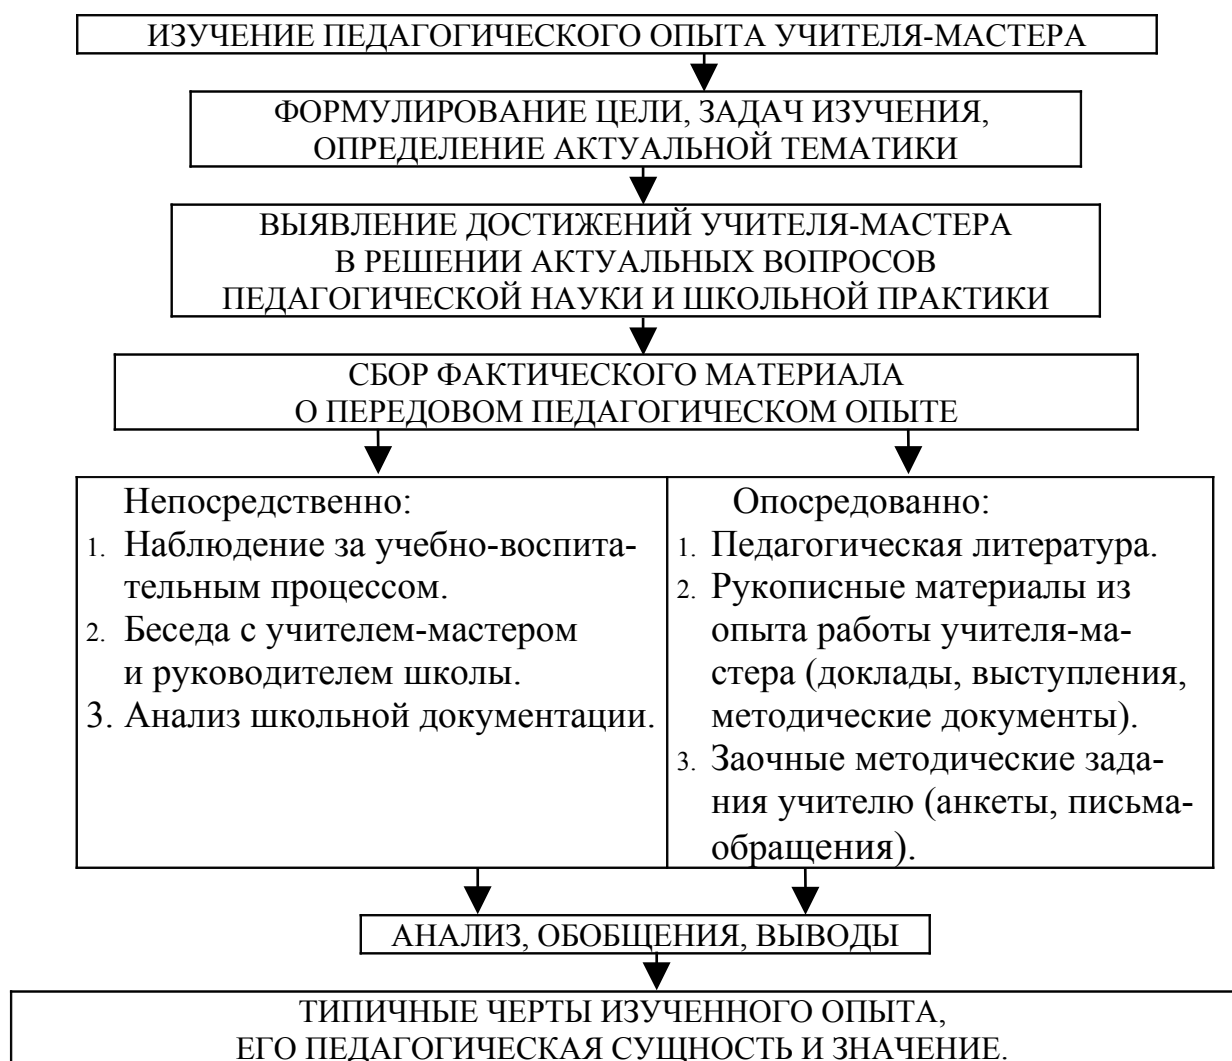 ИЗУЧЕНИЕ ПЕДАГОГИЧЕСКОГО ОПЫТА УЧИТЕЛЯ-МАСТЕРА
ФОРМУЛИРОВАНИЕ ЦЕЛИ, ЗАДАЧ ИЗУЧЕНИЯ,
ОПРЕДЕЛЕНИЕ АКТУАЛЬНОЙ ТЕМАТИКИ
ВЫЯВЛЕНИЕ ДОСТИЖЕНИЙ УЧИТЕЛЯ-МАСТЕРА
В РЕШЕНИИ АКТУАЛЬНЫХ ВОПРОСОВ
ПЕДАГОГИЧЕСКОЙ НАУКИ И ШКОЛЬНОЙ ПРАКТИКИ
СБОР ФАКТИЧЕСКОГО МАТЕРИАЛА
О ПЕРЕДОВОМ ПЕДАГОГИЧЕСКОМ ОПЫТЕ
Непосредственно:
1. Наблюдение за учебно-воспита-
тельным процессом.
2. Беседа с учителем-мастером
и руководителем школы.
3. Анализ школьной документации.
Опосредованно:
1. Педагогическая литература.
2. Рукописные материалы из
опыта работы учителя-ма-
стера (доклады, выступления,
методические документы).
3. Заочные методические зада-
ния учителю (анкеты, письма-
обращения).
АНАЛИЗ, ОБОБЩЕНИЯ, ВЫВОДЫ
ТИПИЧНЫЕ ЧЕРТЫ ИЗУЧЕННОГО ОПЫТА,
ЕГО ПЕДАГОГИЧЕСКАЯ СУЩНОСТЬ И ЗНАЧЕНИЕ.